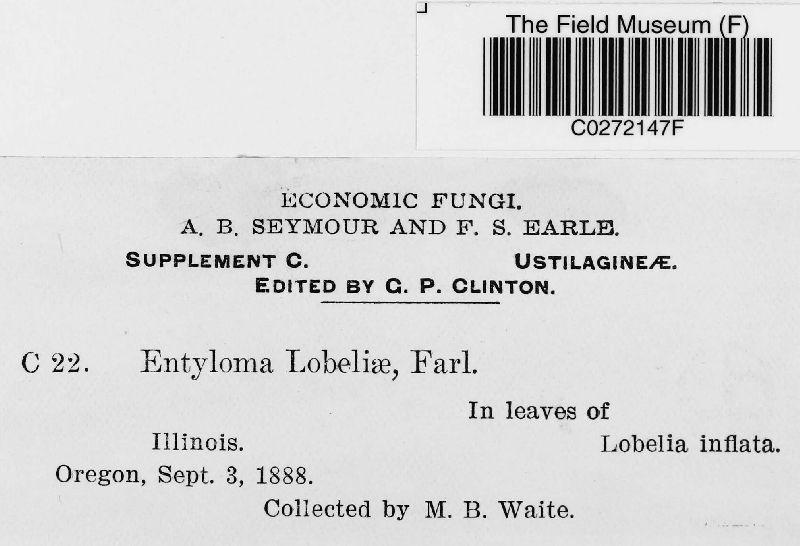 The Field Museum (F)
C0272147F
ECONOMIC FUNGI.
A. B. SEYMOUR AND F. S. EARLE.
SUPPLEMENT C. USTILAGINEÆ.
EDITED BY G. P. CLINTON.
C 22. Entyloma Lobeliæ, Farl.
In leaves of
Illinois. Lobelia inflata.
Oregon, Sept. 3, 1888.
Collected by M. B. Waite.